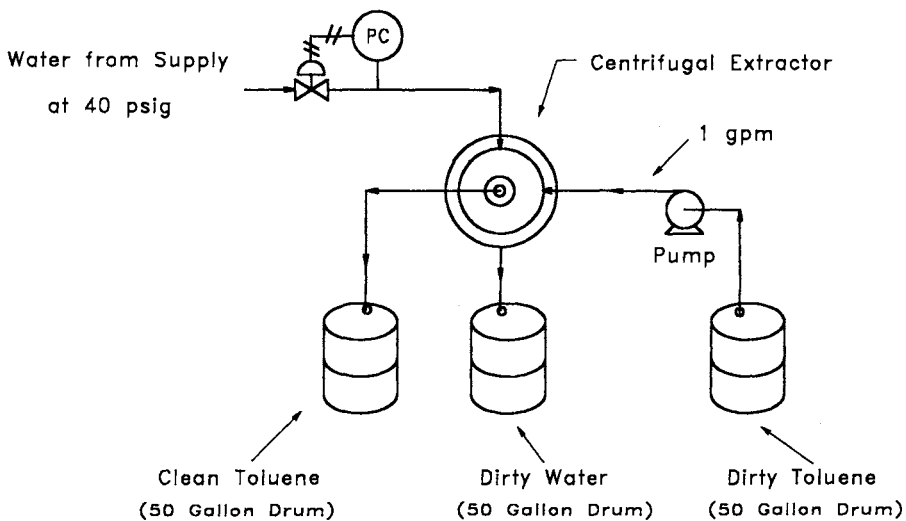 Water from Supply
at 40 psig
PC
Centrifugal Extractor
1 gpm
Pump
Clean Toluene
(50 Gallon Drum)
Dirty Water
(50 Gallon Drum)
Dirty Toluene
(50 Gallon Drum)